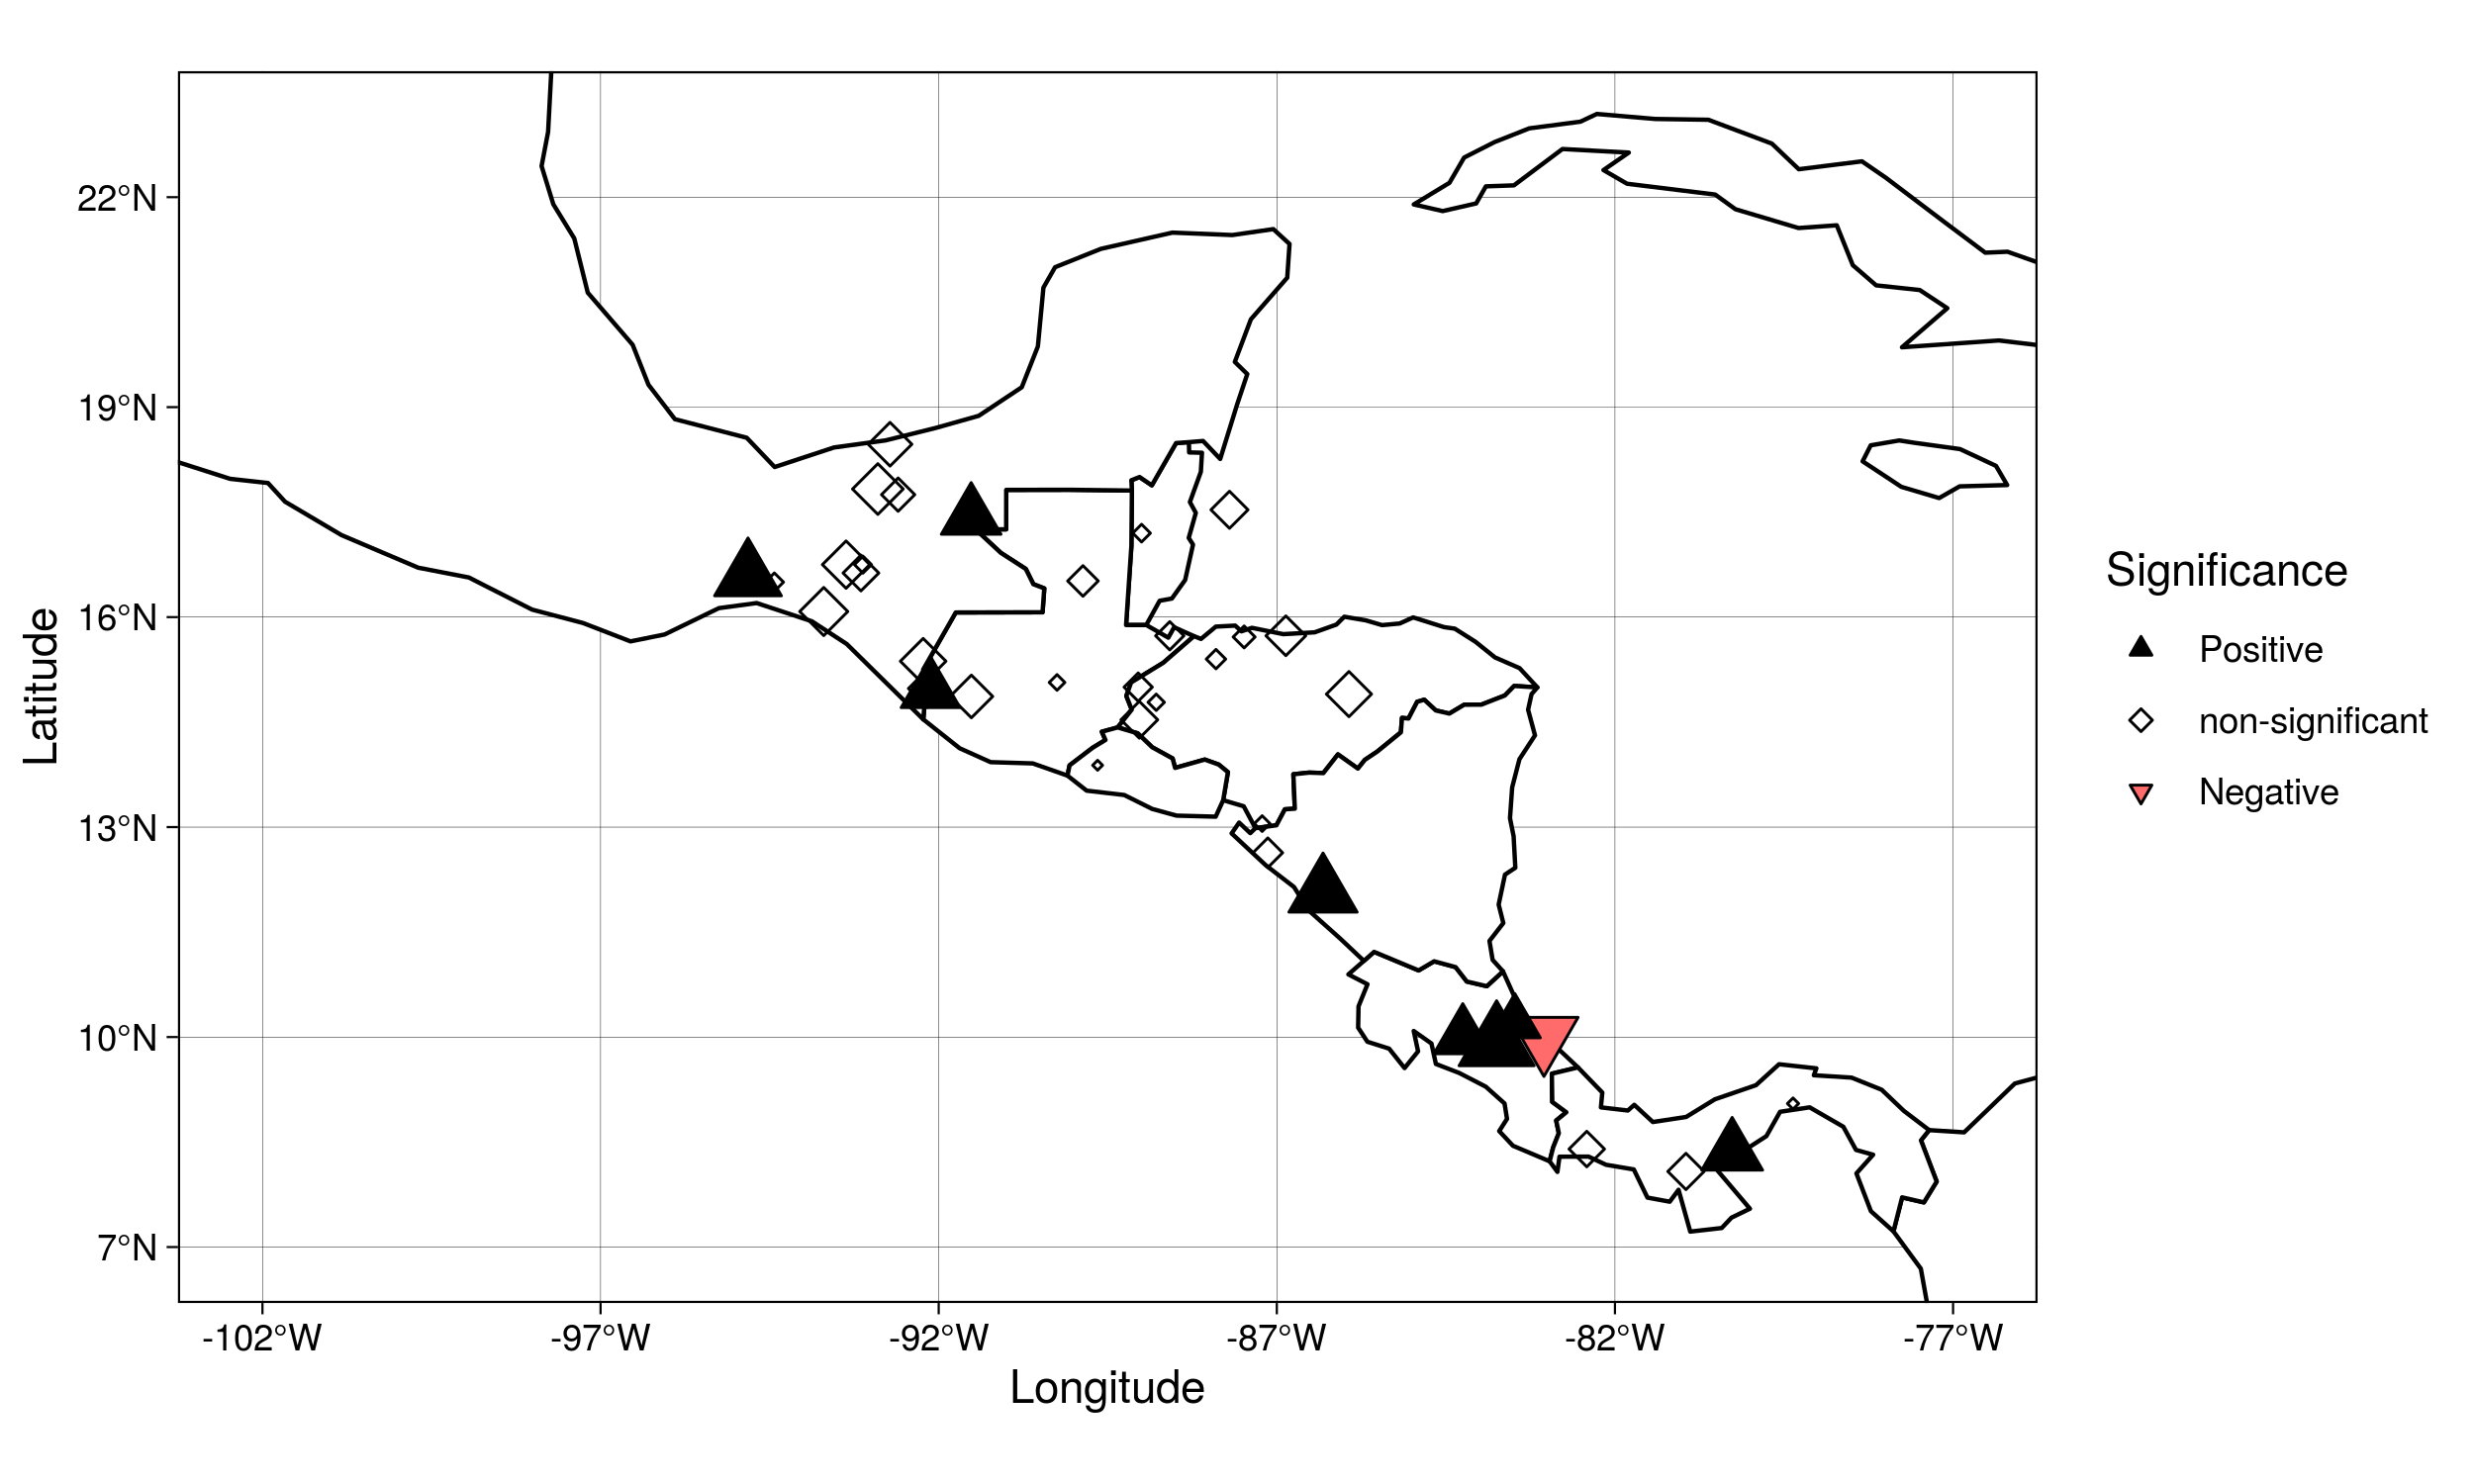 22°N
19°N
16°N
13°N
10°N
7°N
Latitude
-102°W
-97°W
-92°W
-87°W
-82°W
-77°W
Longitude
Significance
Positive
non-significant
Negative